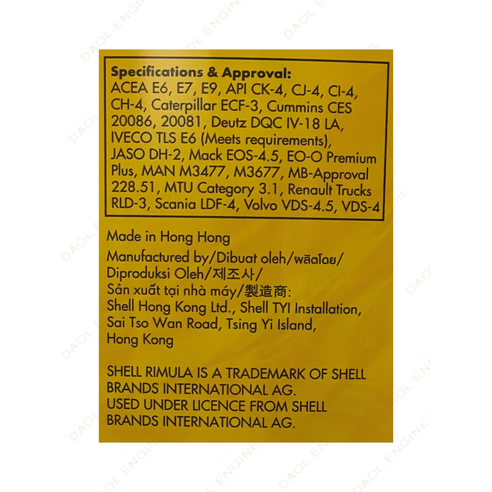 Specifications & Approval:
ACEA E6, E7, E9, API CK-4, CJ-4, CI-4,
CH-4, Caterpillar ECF-3, Cummins CES
20086, 20081, Deutz DQC IV-18 LA,
IVECO TLS E6 (Meets requirements),
JASO DH-2, Mack EOS-4.5, EO-O Premium
Plus, MAN M3477, M3677, MB-Approval
228.51, MTU Category 3.1, Renault Trucks
RLD-3, Scania LDF-4, Volvo VDS-4.5, VDS-4
Made in Hong Hong
Manufactured by/Dibuat oleh/ผลิตโดย/
Diproduksi Oleh/제조사/
Sản xuất tại nhà máy/製造商:
Shell Hong Kong Ltd., Shell TYI Installation,
Sai Tso Wan Road, Tsing Yi Island,
Hong Kong
SHELL RIMULA IS A TRADEMARK OF SHELL
BRANDS INTERNATIONAL AG.
USED UNDER LICENCE FROM SHELL
BRANDS INTERNATIONAL AG.